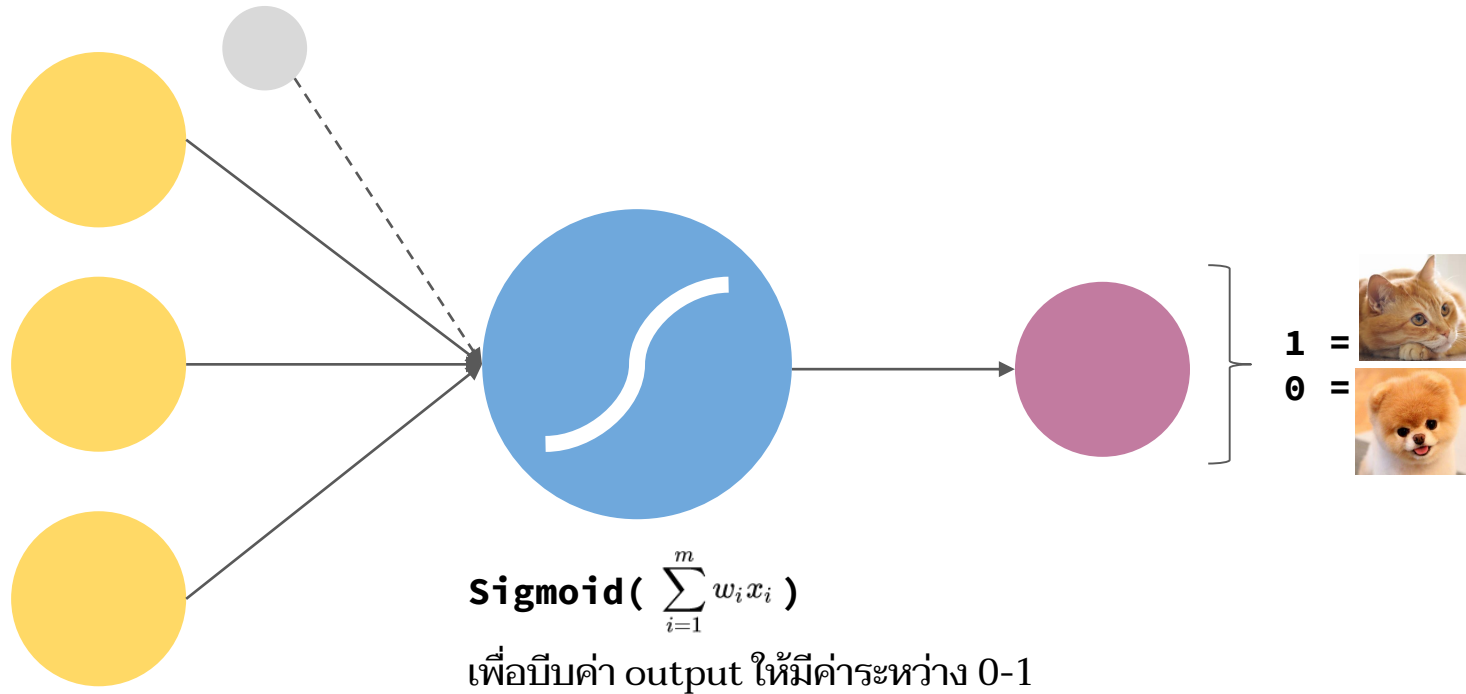 1 =
0 =
Sigmoid( \sum_{i=1}^{m} w_i x_i )
เพื่อบีบค่า output ให้มีค่าระหว่าง 0-1